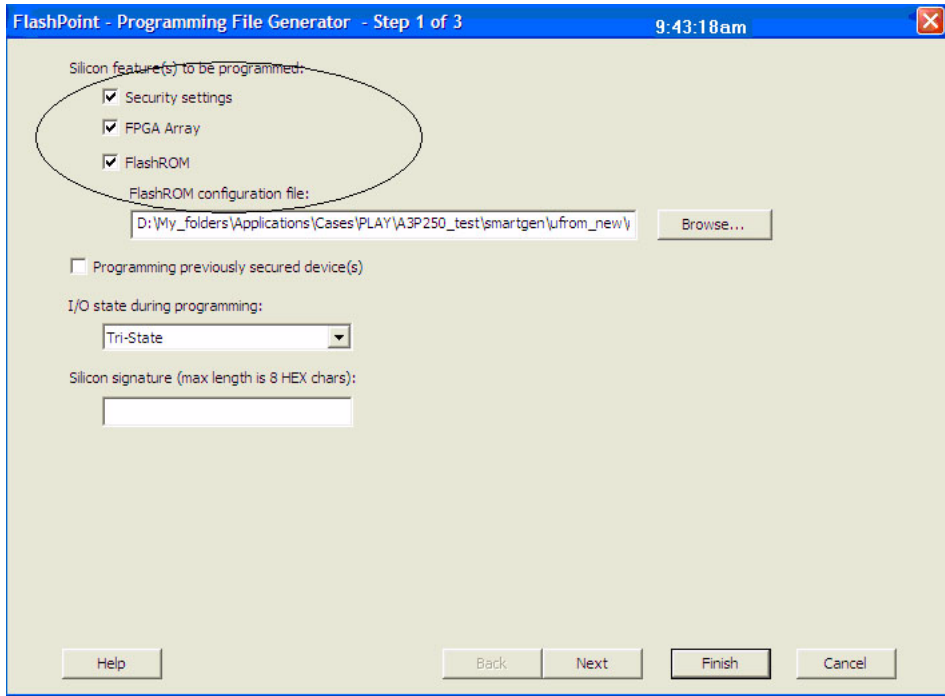 FlashPoint - Programming File Generator - Step 1 of 3 9:43:18am
Silicon feature(s) to be programmed:
Security settings
FPGA Array
FlashROM
FlashROM configuration file:
D:\My_folders\Applications\Cases\PLAY\A3P250_test\smartgen\ufrom_new\ Browse...
Programming previously secured device(s)
I/O state during programming:
Tri-State
Silicon signature (max length is 8 HEX chars):
Help Back Next Finish Cancel